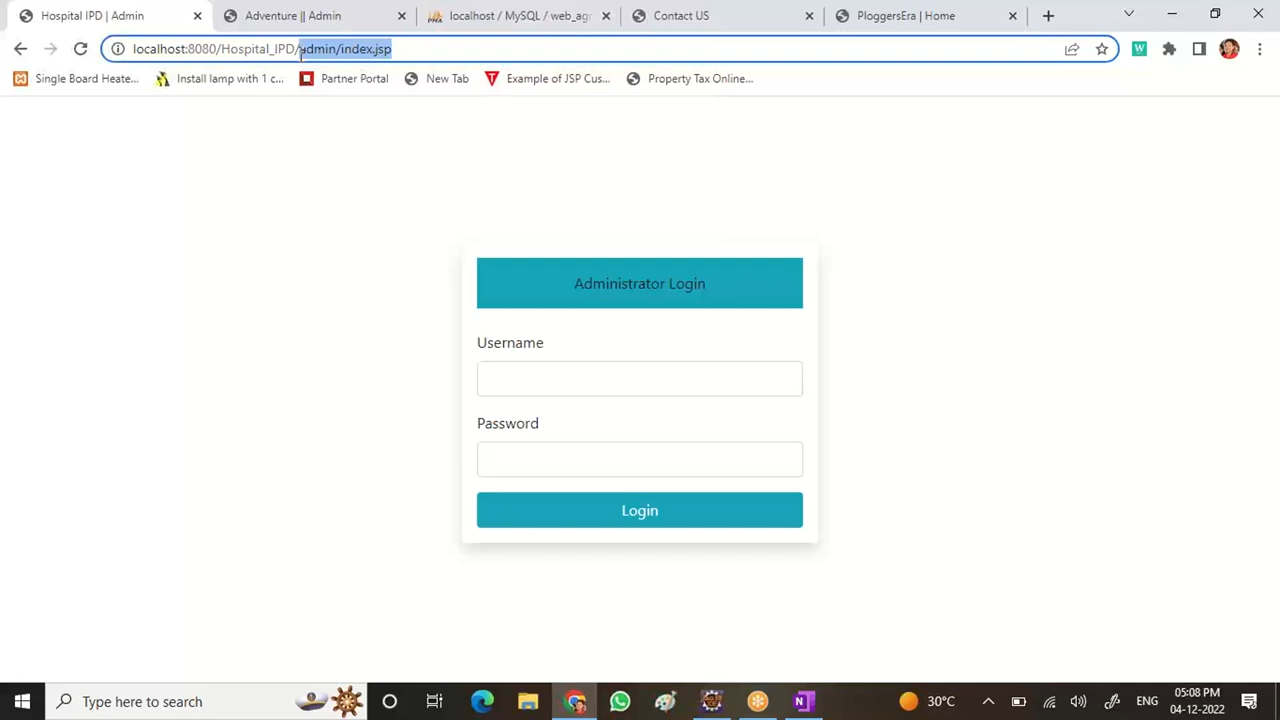 Hospital IPD | Admin
Adventure || Admin
localhost / MySQL / web_agr
Contact US
PloggersEra | Home
localhost:8080/Hospital_IPD/admin/index.jsp
Single Board Heate...
Install lamp with 1 c...
Partner Portal
New Tab
Example of JSP Cus...
Property Tax Online...
Administrator Login
Username
Password
Login
Type here to search
30°C
ENG
05:08 PM
04-12-2022